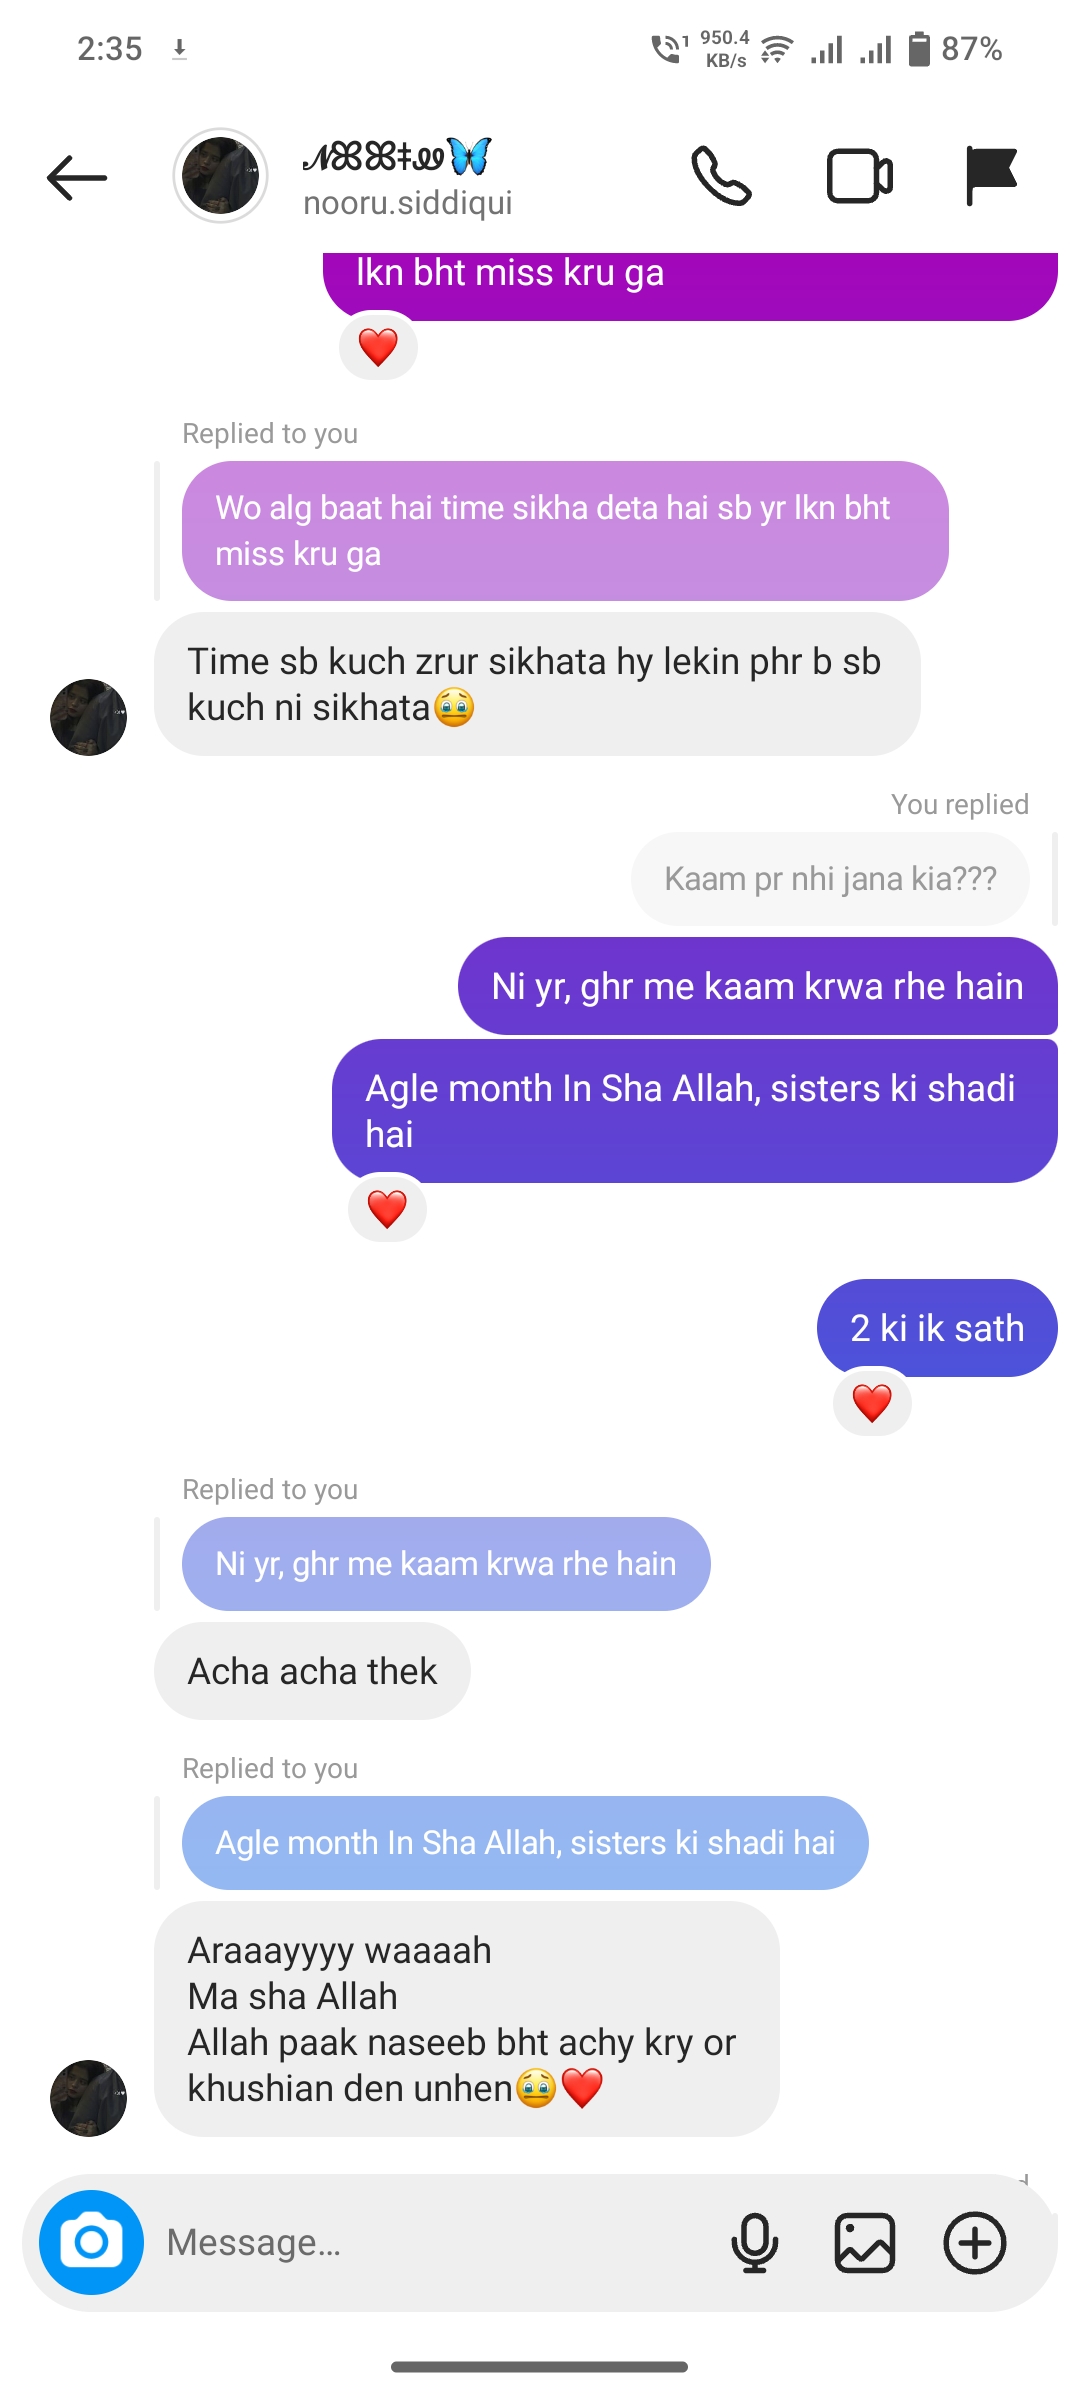 2:35
1 950.4 KB/s 87%
nooru.siddiqui
lkn bht miss kru ga
❤️
Replied to you
Wo alg baat hai time sikha deta hai sb yr lkn bht
miss kru ga
Time sb kuch zrur sikhata hy lekin phr b sb
kuch ni sikhata🥹
You replied
Kaam pr nhi jana kia???
Ni yr, ghr me kaam krwa rhe hain
Agle month In Sha Allah, sisters ki shadi
hai
❤️
2 ki ik sath
❤️
Replied to you
Ni yr, ghr me kaam krwa rhe hain
Acha acha thek
Replied to you
Agle month In Sha Allah, sisters ki shadi hai
Araaayyyy waaaah
Ma sha Allah
Allah paak naseeb bht achy kry or
khushian den unhen🥹❤️
Message...